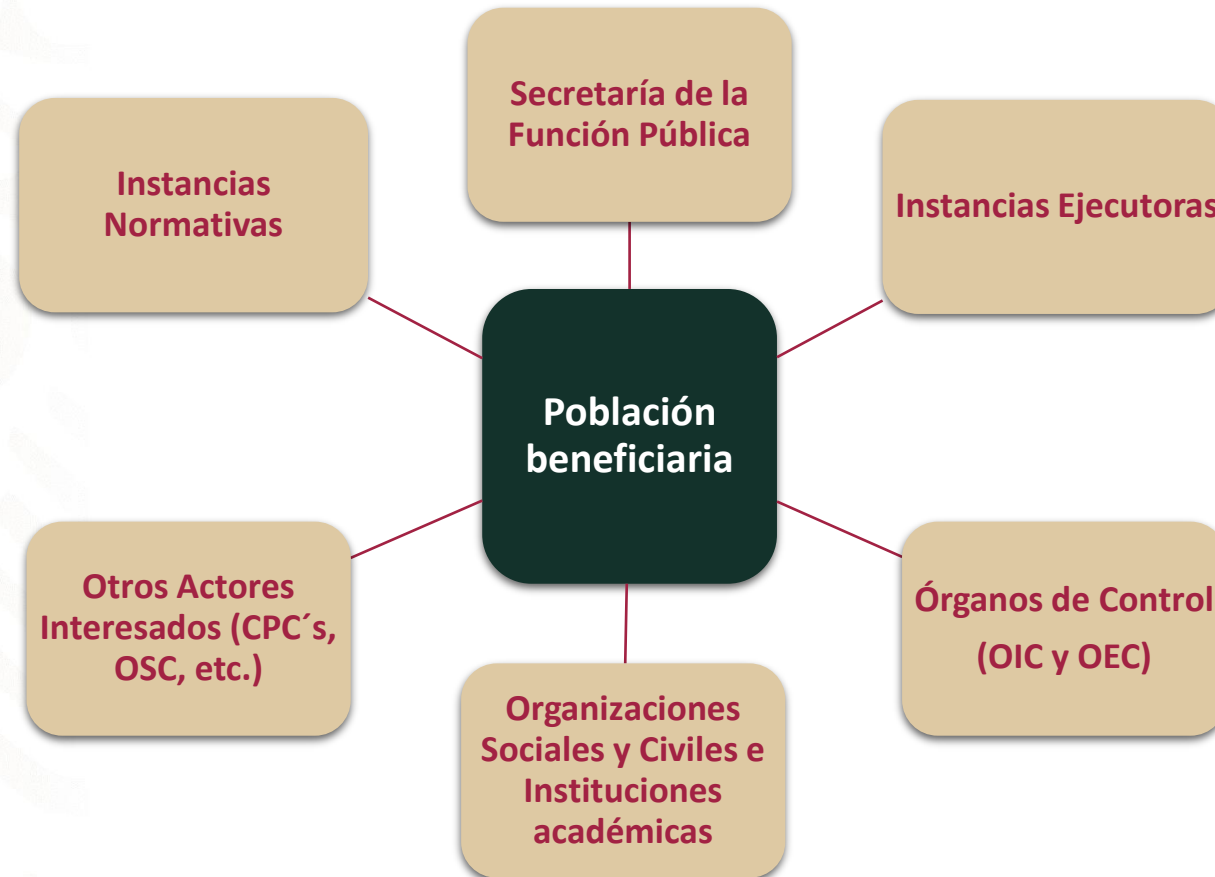 Secretaría de la
Función Pública
Instancias
Normativas
Instancias Ejecutoras
Población
beneficiaria
Otros Actores
Interesados (CPC´s,
OSC, etc.)
Órganos de Control
(OIC y OEC)
Organizaciones
Sociales y Civiles e
Instituciones
académicas